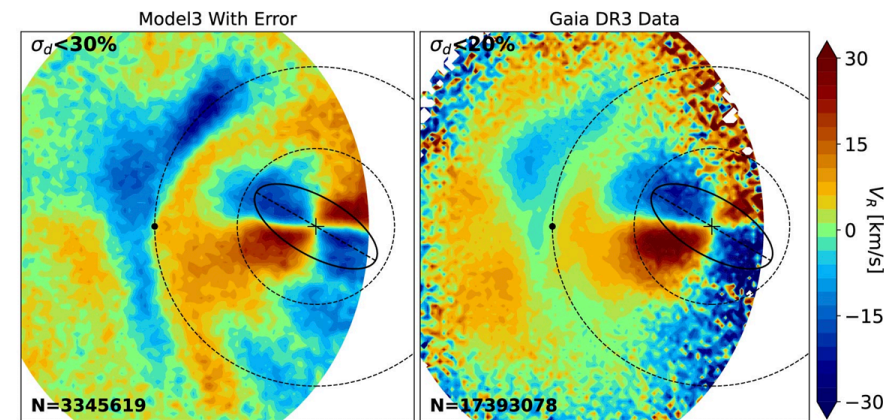 Model3 With Error
Gaia DR3 Data
σd<30%
σd<20%
N=3345619
N=17393078
30
15
0
−15
−30
VR [km/s]